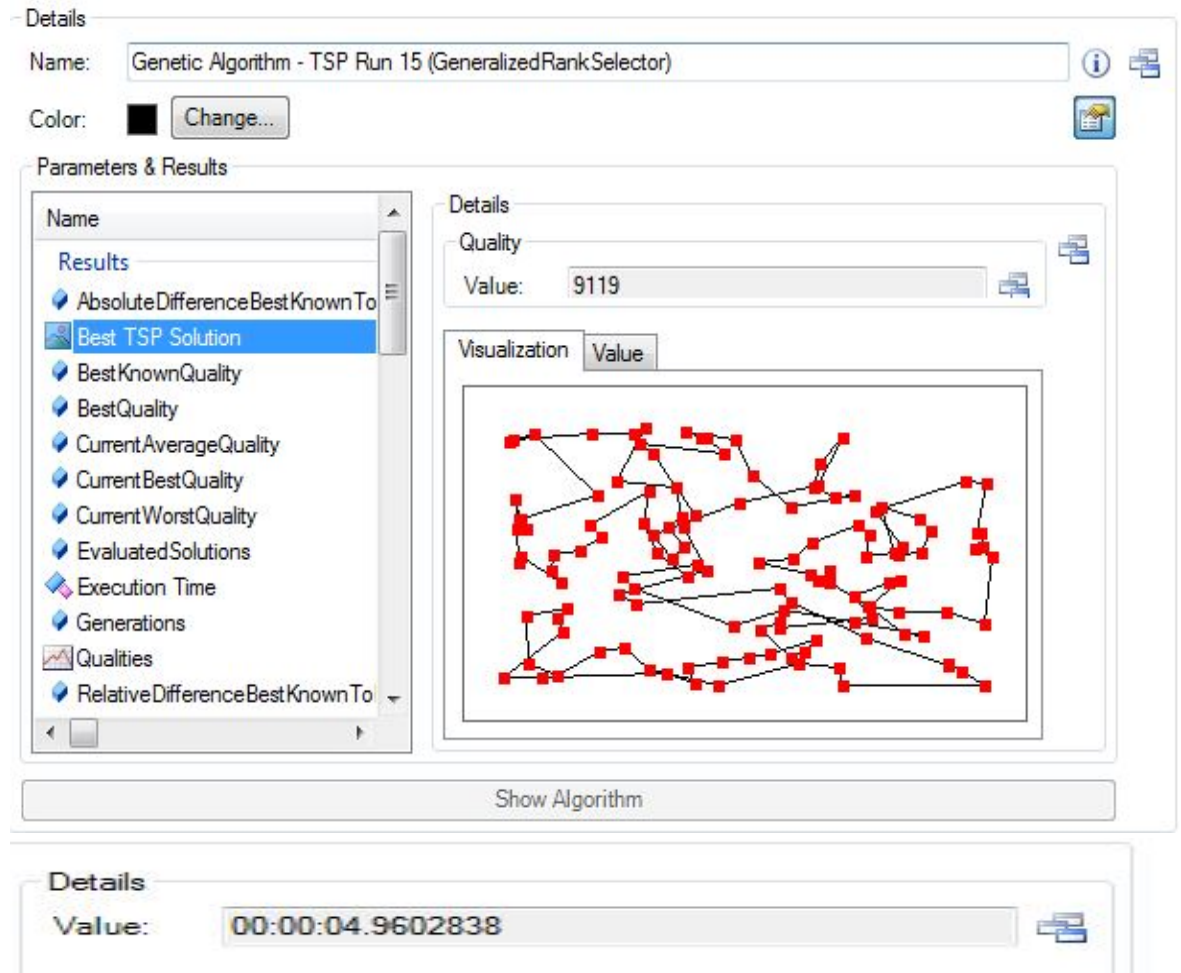 Details
Name: Genetic Algorithm - TSP Run 15 (GeneralizedRankSelector)
Color: Change...
Parameters & Results
Name
Results
AbsoluteDifferenceBestKnownTo
Best TSP Solution
BestKnownQuality
BestQuality
CurrentAverageQuality
CurrentBestQuality
CurrentWorstQuality
EvaluatedSolutions
Execution Time
Generations
Qualities
RelativeDifferenceBestKnownTo
Details
Quality
Value: 9119
Visualization Value
Show Algorithm
Details
Value: 00:00:04.9602838